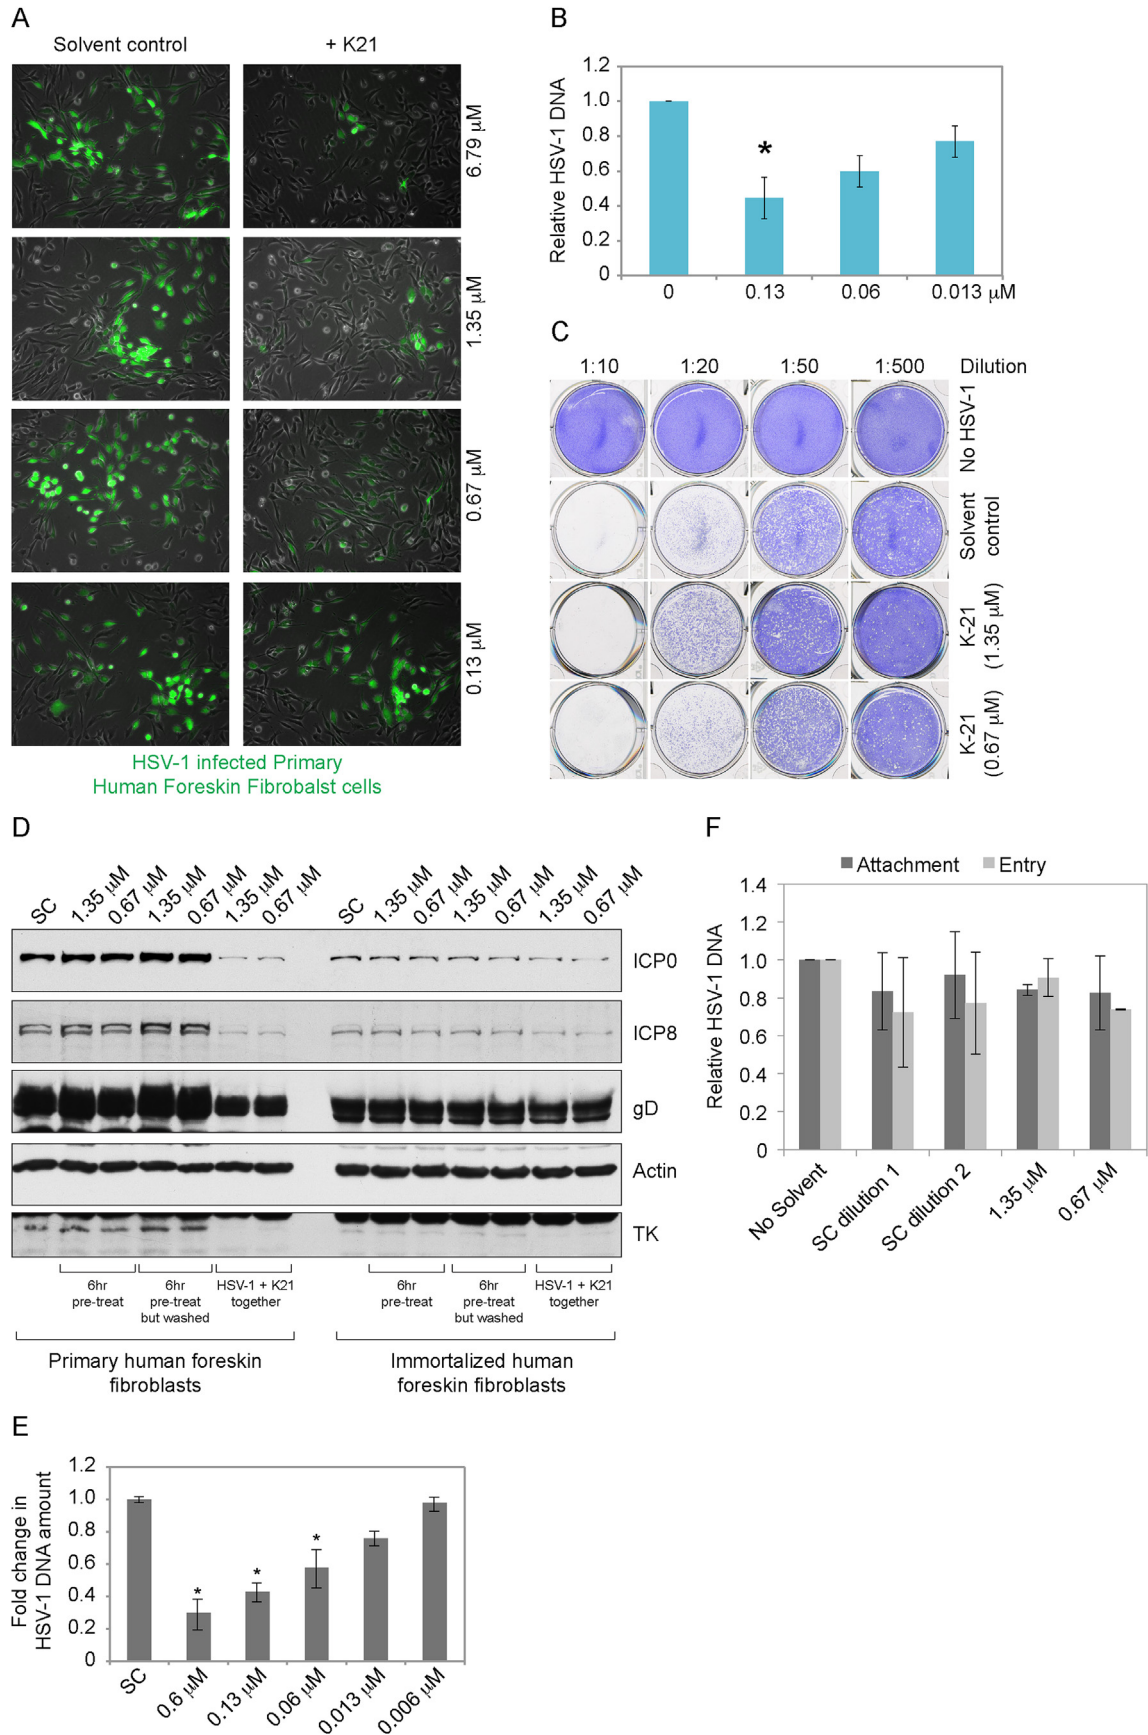 A
Solvent control
+ K21
6.79 µM
1.35 µM
0.67 µM
0.13 µM
HSV-1 infected Primary
Human Foreskin Fibrobalst cells
B
Relative HSV-1 DNA
1.2
1.0
0.8
0.6
0.4
0.2
0
*
0
0.13
0.06
0.013 µM
C
1:10
1:20
1:50
1:500
Dilution
No HSV-1
Solvent
control
K-21
(1.35 µM)
K-21
(0.67 µM)
D
SC
1.35 µM
0.67 µM
1.35 µM
0.67 µM
1.35 µM
0.67 µM
SC
1.35 µM
0.67 µM
1.35 µM
0.67 µM
1.35 µM
0.67 µM
ICP0
ICP8
gD
Actin
TK
6hr
pre-treat
6hr
pre-treat
but washed
HSV-1 + K21
together
6hr
pre-treat
6hr
pre-treat
but washed
HSV-1 + K21
together
Primary human foreskin
fibroblasts
Immortalized human
foreskin fibroblasts
F
Attachment
Entry
Relative HSV-1 DNA
1.4
1.2
1.0
0.8
0.6
0.4
0.2
0
No Solvent
SC dilution 1
SC dilution 2
1.35 µM
0.67 µM
E
Fold change in
HSV-1 DNA amount
1.2
1.0
0.8
0.6
0.4
0.2
0
*
*
*
SC
0.6 µM
0.13 µM
0.06 µM
0.013 µM
0.006 µM